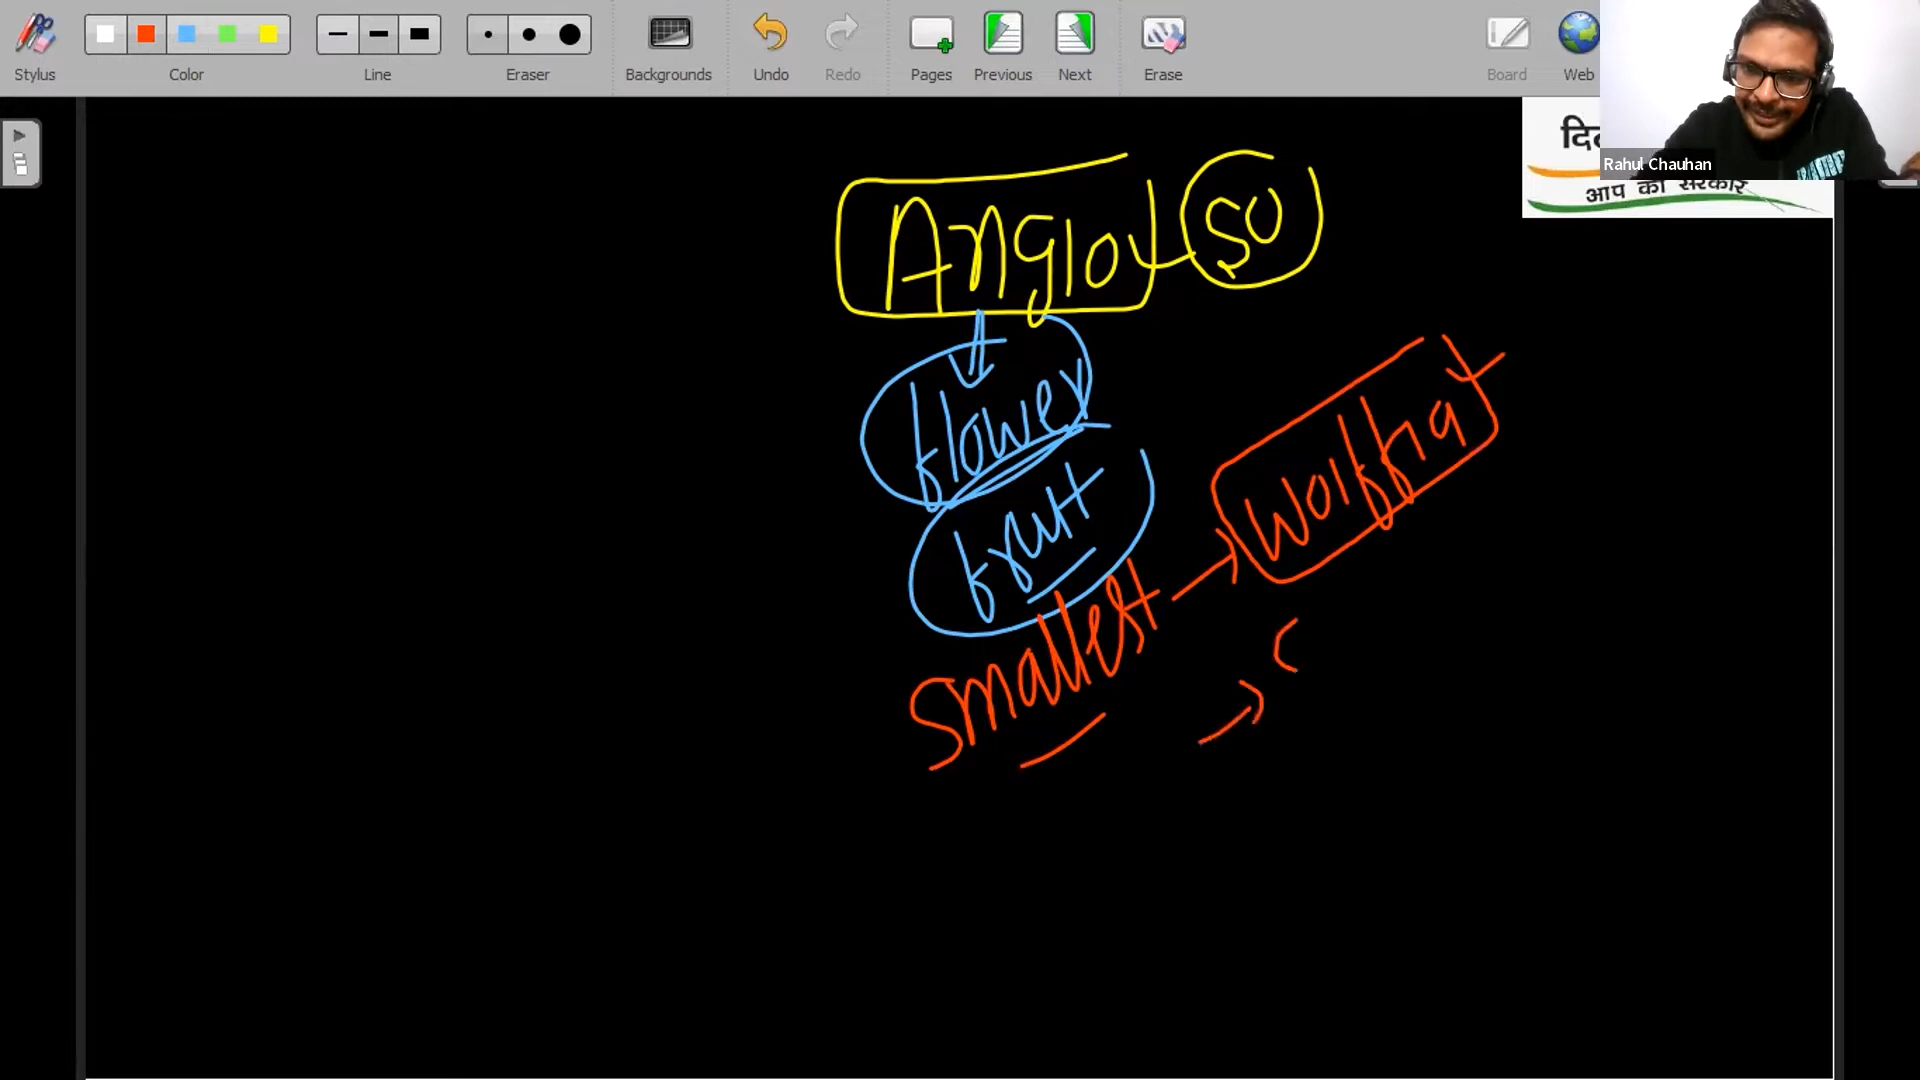 Stylus Color Line Eraser Backgrounds Undo Redo Pages Previous Next Erase Board Web
Rahul Chauhan
आप की सरकार
Angio
flower
fruit
smallest → Wolffia